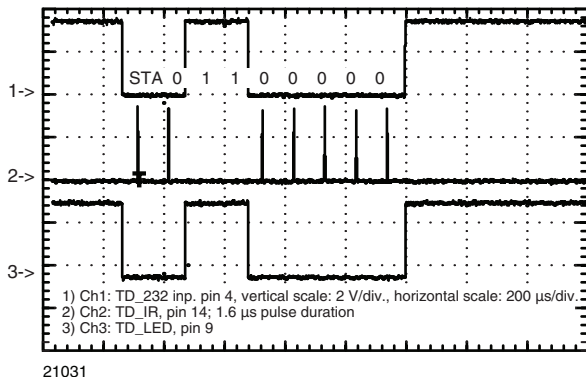 STA 0 1 1 0 0 0 0 0
1->
2->
3->
1) Ch1: TD_232 inp. pin 4, vertical scale: 2 V/div., horizontal scale: 200 µs/div.
2) Ch2: TD_IR, pin 14; 1.6 µs pulse duration
3) Ch3: TD_LED, pin 9
21031